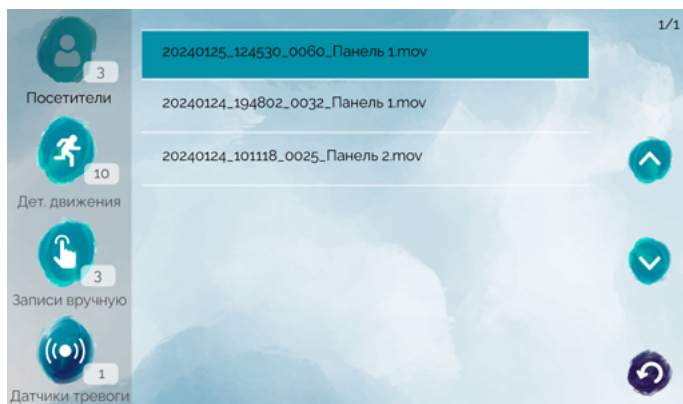 1/1
3
Посетители
10
Дет. движения
3
Записи вручную
1
Датчики тревоги
20240125_124530_0060_Панель 1.mov
20240124_194802_0032_Панель 1.mov
20240124_101118_0025_Панель 2.mov